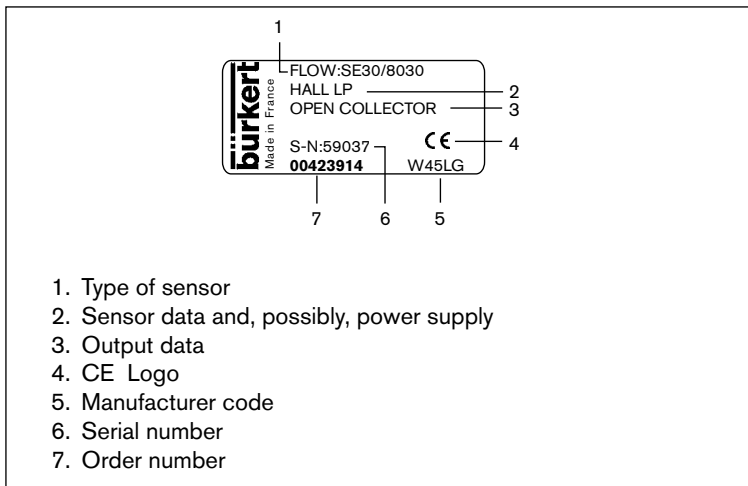 1
bürkert
Made in France
FLOW:SE30/8030
HALL LP
2
OPEN COLLECTOR
3
S-N:59037
CE
4
00423914
W45LG
7
6
5
1. Type of sensor
2. Sensor data and, possibly, power supply
3. Output data
4. CE Logo
5. Manufacturer code
6. Serial number
7. Order number